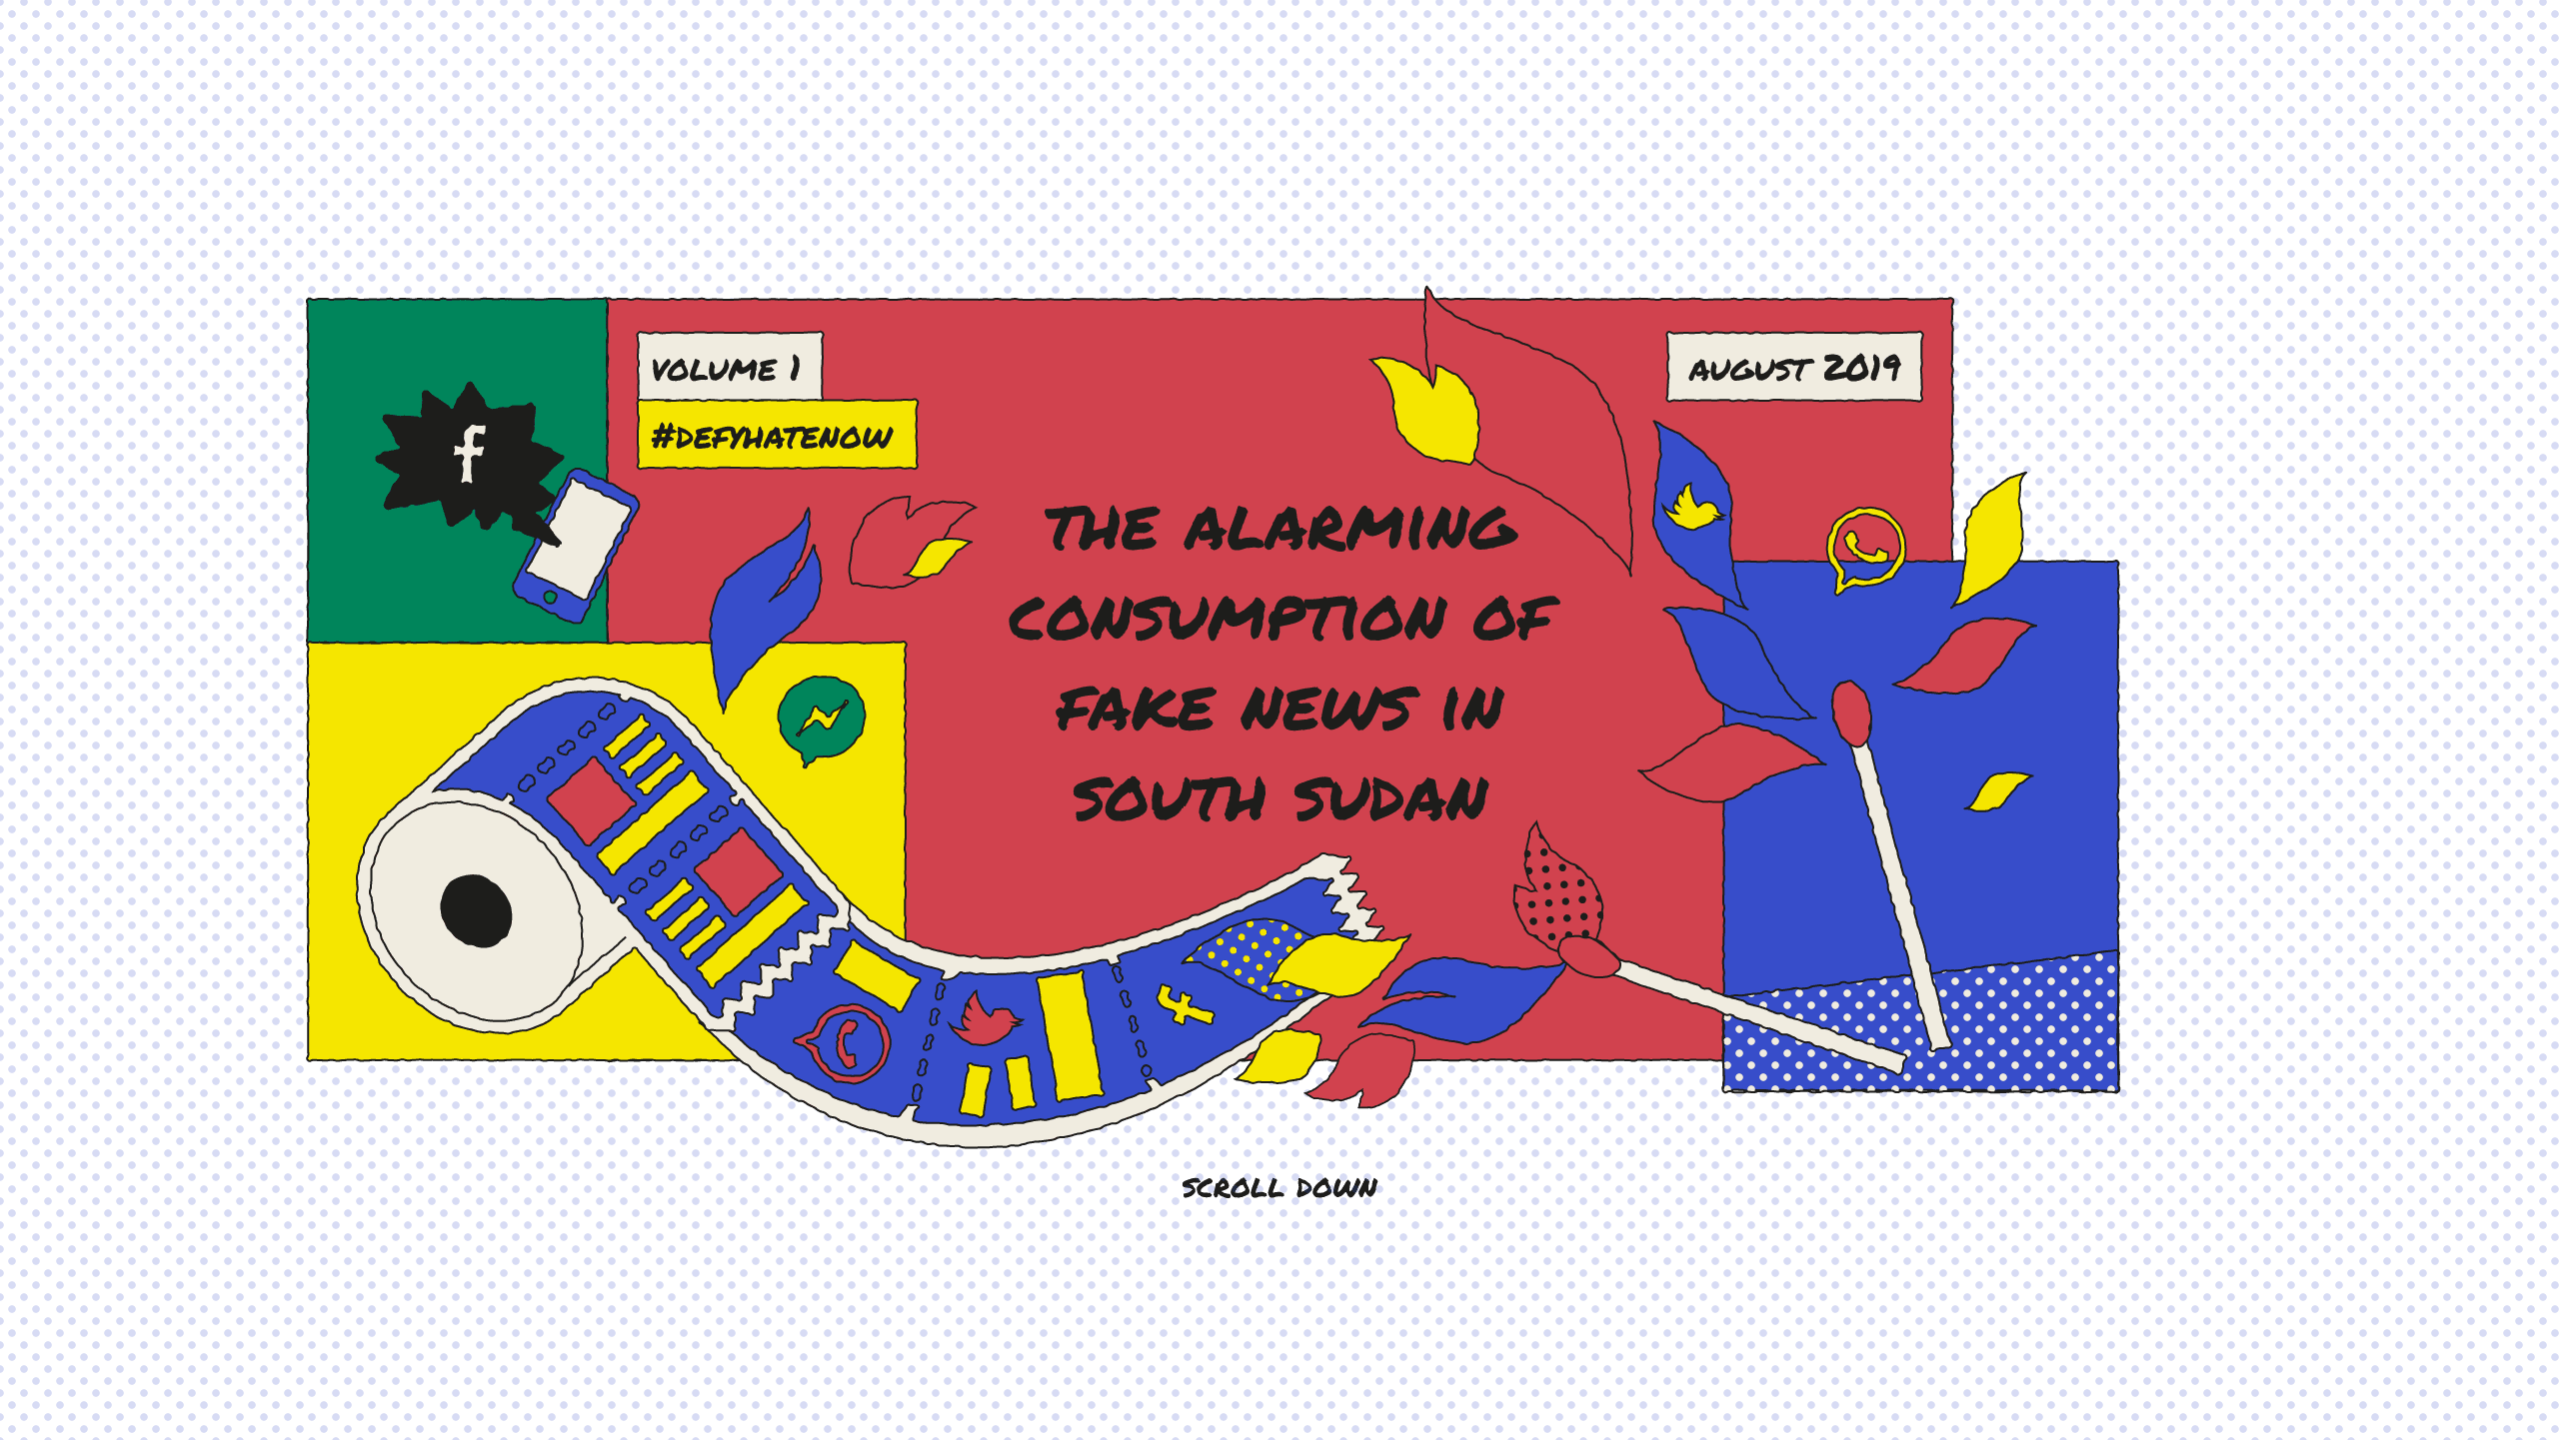 VOLUME 1
#DEFYHATENOW
AUGUST 2019
f
THE ALARMING
CONSUMPTION OF
FAKE NEWS IN
SOUTH SUDAN
f
SCROLL DOWN